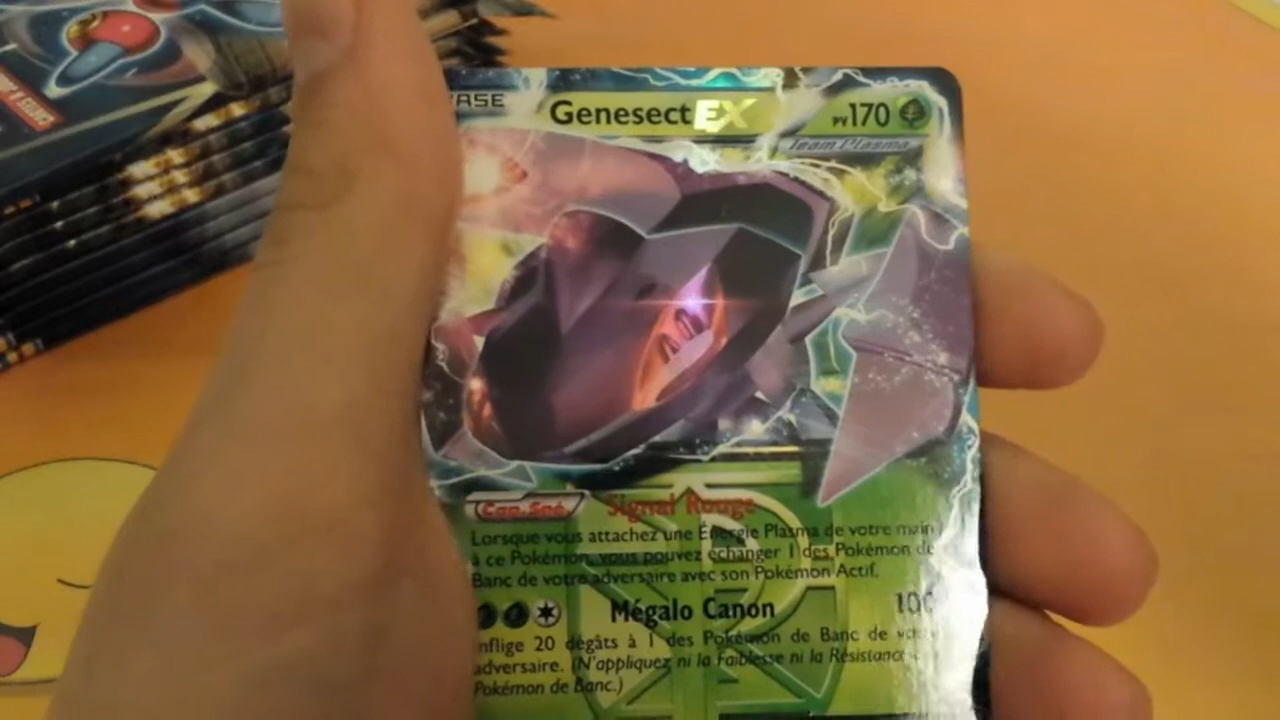 Genesect EX PV170
Team Plasma
Cap. Spé. Signal Rouge
Lorsque vous attachez une Énergie Plasma de votre main
à ce Pokémon, vous pouvez échanger 1 des Pokémon de
Banc de votre adversaire avec son Pokémon Actif.
Mégalo Canon 100
nflige 20 dégâts à 1 des Pokémon de Banc de votre
adversaire. (N'appliquez ni la Faiblesse ni la Résistance
Pokémon de Banc.)